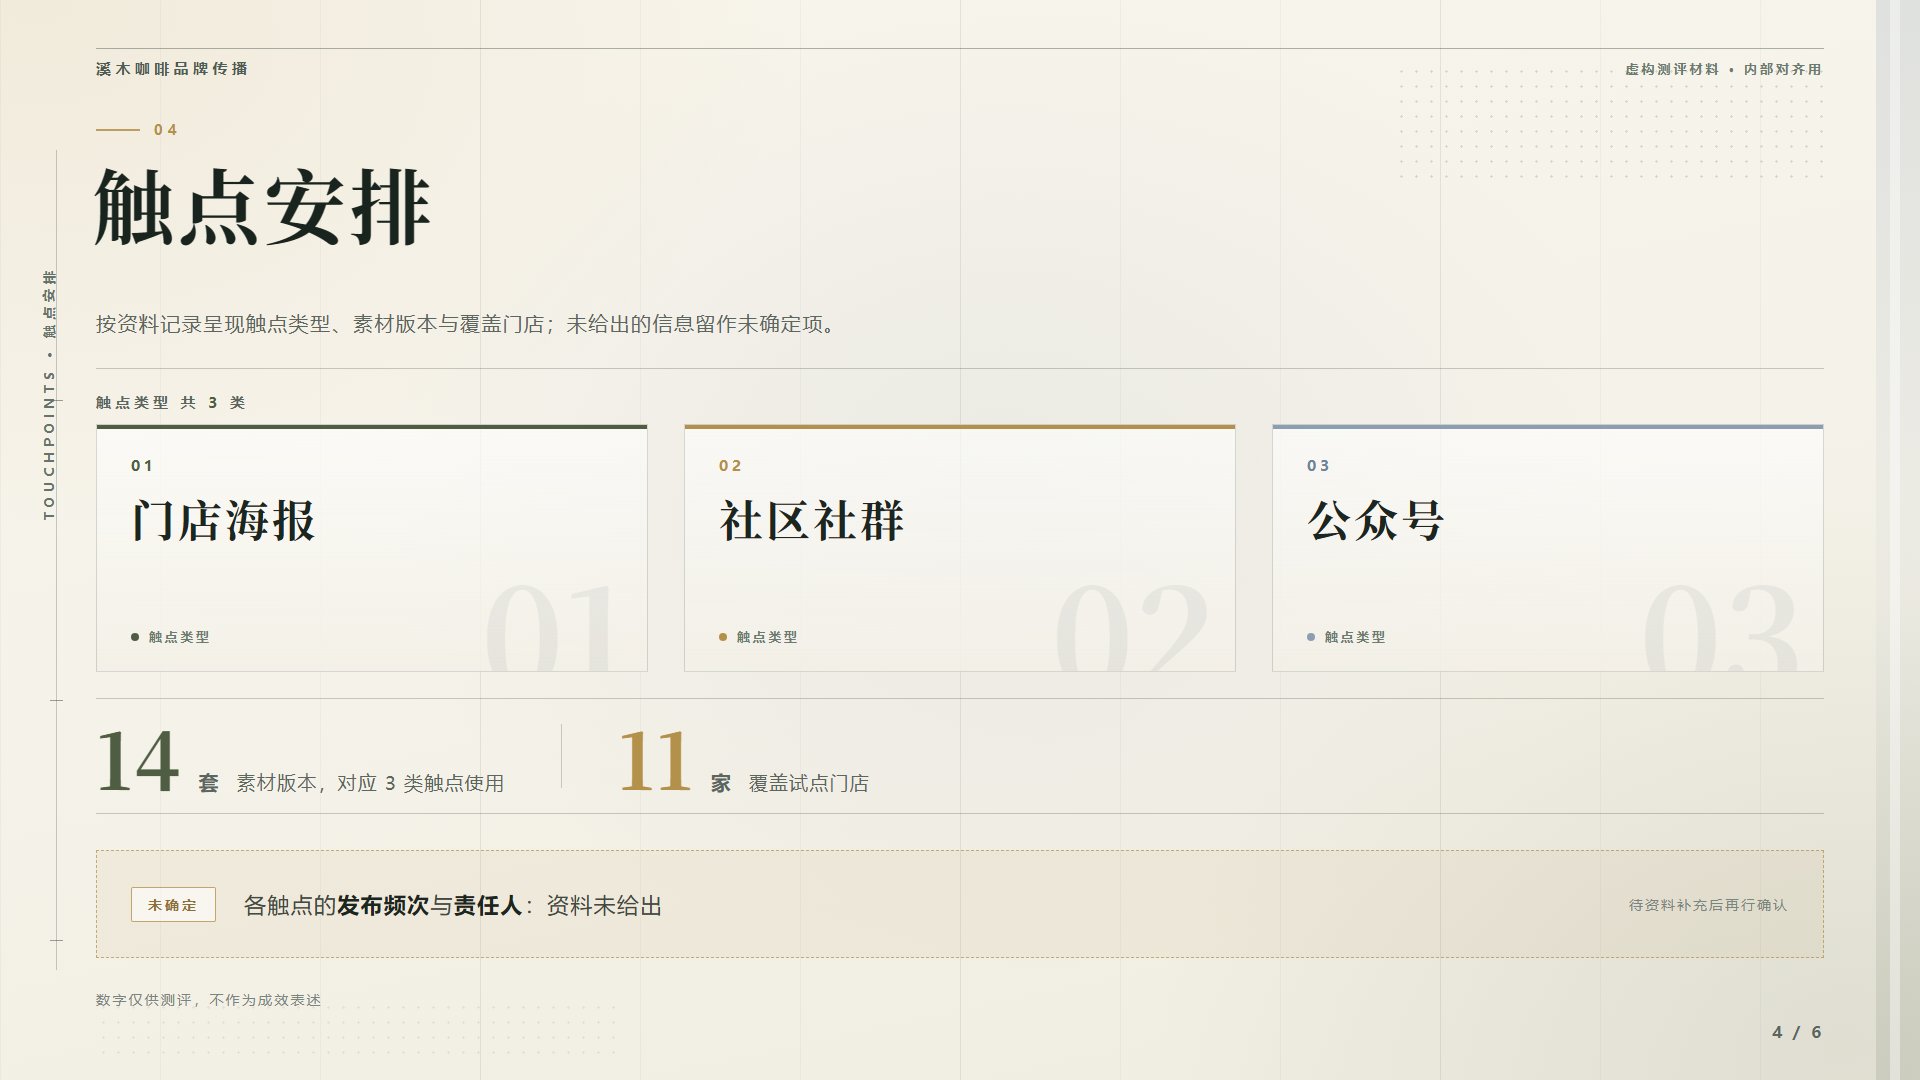 溪木咖啡品牌传播
虚构测评材料 • 内部对齐用
04
触点安排
TOUCHPOINTS • 触点安排
按资料记录呈现触点类型、素材版本与覆盖门店；未给出的信息留作未确定项。
触点类型 共 3 类
01
门店海报
触点类型
01
02
社区社群
触点类型
02
03
公众号
触点类型
03
14 套 素材版本，对应 3 类触点使用
11 家 覆盖试点门店
未确定 各触点的发布频次与责任人：资料未给出
待资料补充后再行确认
数字仅供测评，不作为成效表述
4 / 6